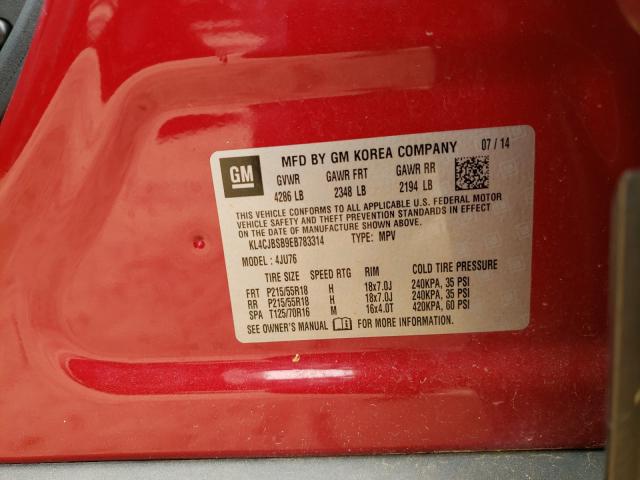 GM
MFD BY GM KOREA COMPANY 07 / 14
GVWR GAWR FRT GAWR RR
4286 LB 2348 LB 2194 LB
THIS VEHICLE CONFORMS TO ALL APPLICABLE U.S. FEDERAL MOTOR
VEHICLE SAFETY AND THEFT PREVENTION STANDARDS IN EFFECT
ON THE DATE OF MANUFACTURE SHOWN ABOVE.
KL4CJBSB9EB783314 TYPE: MPV
MODEL : 4JU76
TIRE SIZE SPEED RTG RIM COLD TIRE PRESSURE
FRT P215/55R18 H 18x7.0J 240KPA, 35 PSI
RR P215/55R18 H 18x7.0J 240KPA, 35 PSI
SPA T125/70R16 M 16x4.0T 420KPA, 60 PSI
SEE OWNER'S MANUAL FOR MORE INFORMATION.